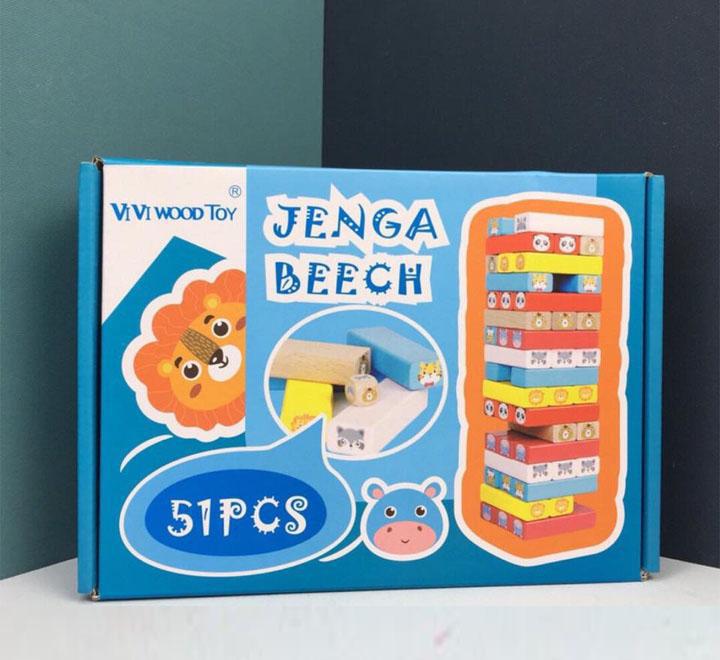 ®
VIVI WOOD TOY
JENGA
BEECH
51PCS